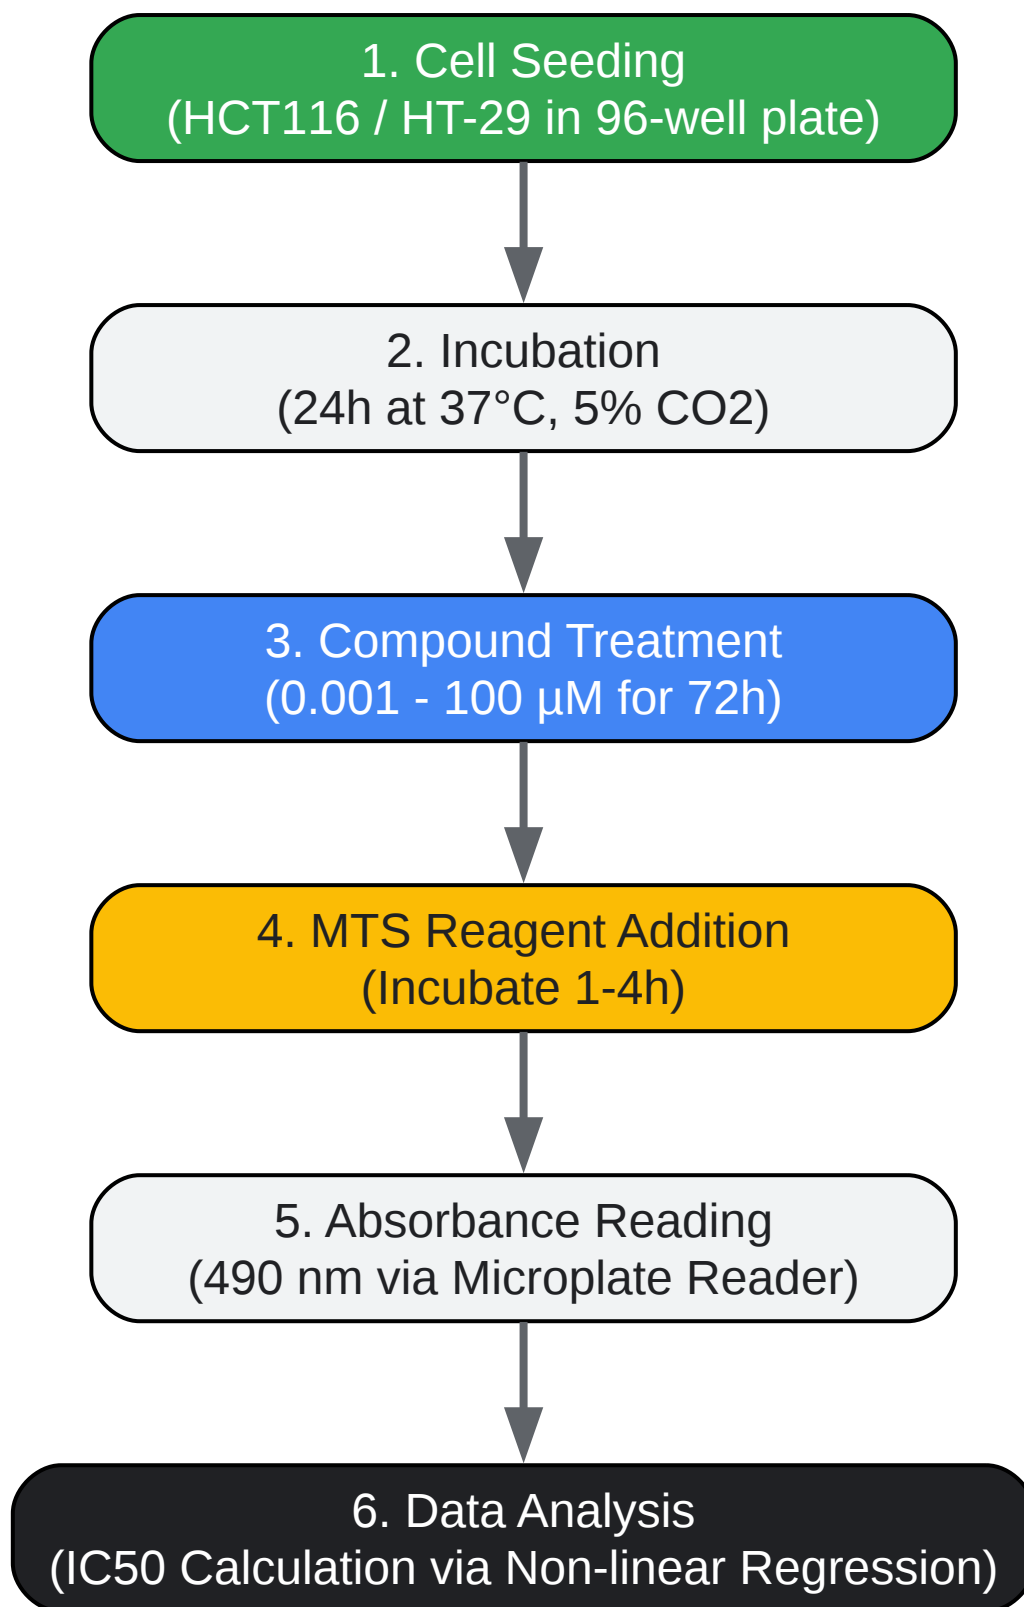 1. Cell Seeding
(HCT116 / HT-29 in 96-well plate)
2. Incubation
(24h at 37°C, 5% CO2)
3. Compound Treatment
(0.001 - 100 µM for 72h)
4. MTS Reagent Addition
(Incubate 1-4h)
5. Absorbance Reading
(490 nm via Microplate Reader)
6. Data Analysis
(IC50 Calculation via Non-linear Regression)